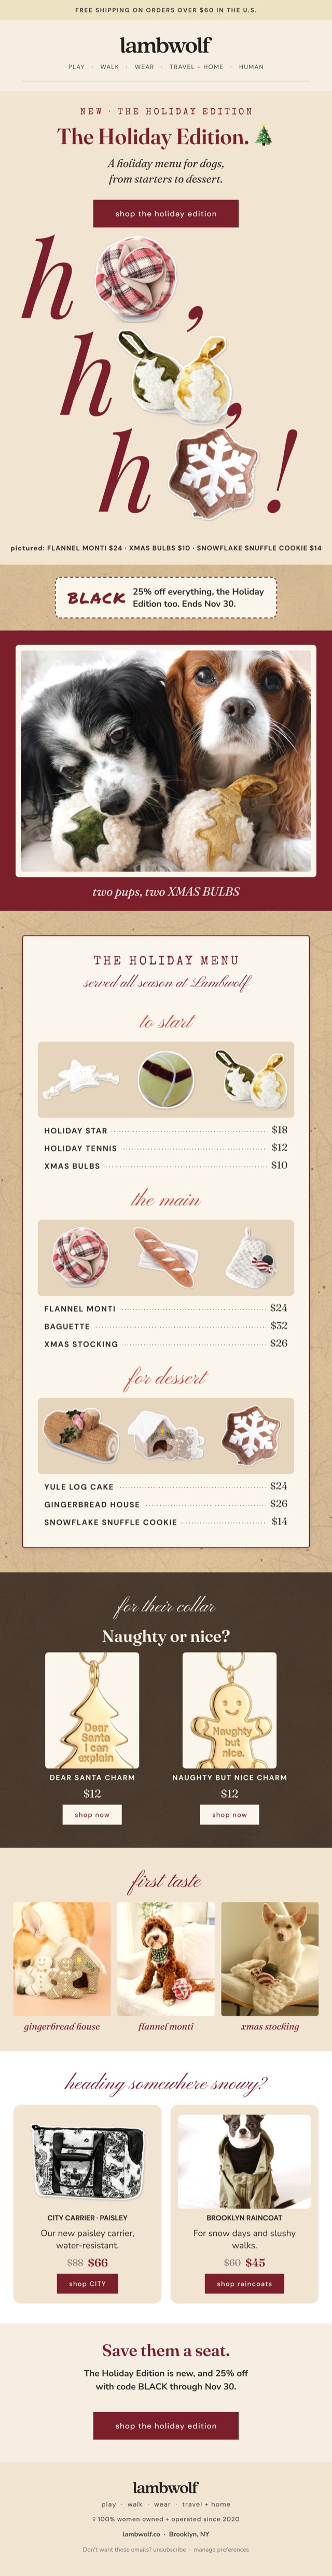 FREE SHIPPING ON ORDERS OVER $60 IN THE U.S.
lambwolf
PLAY · WALK · WEAR · TRAVEL + HOME · HUMAN
NEW · THE HOLIDAY EDITION
The Holiday Edition. 🎄
A holiday menu for dogs,
from starters to dessert.
shop the holiday edition
h ,
h ,
h !
pictured: FLANNEL MONTI $24 · XMAS BULBS $10 · SNOWFLAKE SNUFFLE COOKIE $14
BLACK
25% off everything, the Holiday
Edition too. Ends Nov 30.
two pups, two XMAS BULBS
THE HOLIDAY MENU
served all season at Lambwolf
to start
HOLIDAY STAR $18
HOLIDAY TENNIS $12
XMAS BULBS $10
the main
FLANNEL MONTI $24
BAGUETTE $32
XMAS STOCKING $26
for dessert
YULE LOG CAKE $24
GINGERBREAD HOUSE $26
SNOWFLAKE SNUFFLE COOKIE $14
for their collar
Naughty or nice?
Dear
Santa
I can
explain
Naughty
but
nice.
DEAR SANTA CHARM
$12
shop now
NAUGHTY BUT NICE CHARM
$12
shop now
first taste
gingerbread house
flannel monti
xmas stocking
heading somewhere snowy?
CITY CARRIER · PAISLEY
Our new paisley carrier,
water-resistant.
$88 $66
shop CITY
BROOKLYN RAINCOAT
For snow days and slushy
walks.
$60 $45
shop raincoats
Save them a seat.
The Holiday Edition is new, and 25% off
with code BLACK through Nov 30.
shop the holiday edition
lambwolf
play · walk · wear · travel + home
♀ 100% women owned + operated since 2020
lambwolf.co · Brooklyn, NY
Don't want these emails? unsubscribe · manage preferences